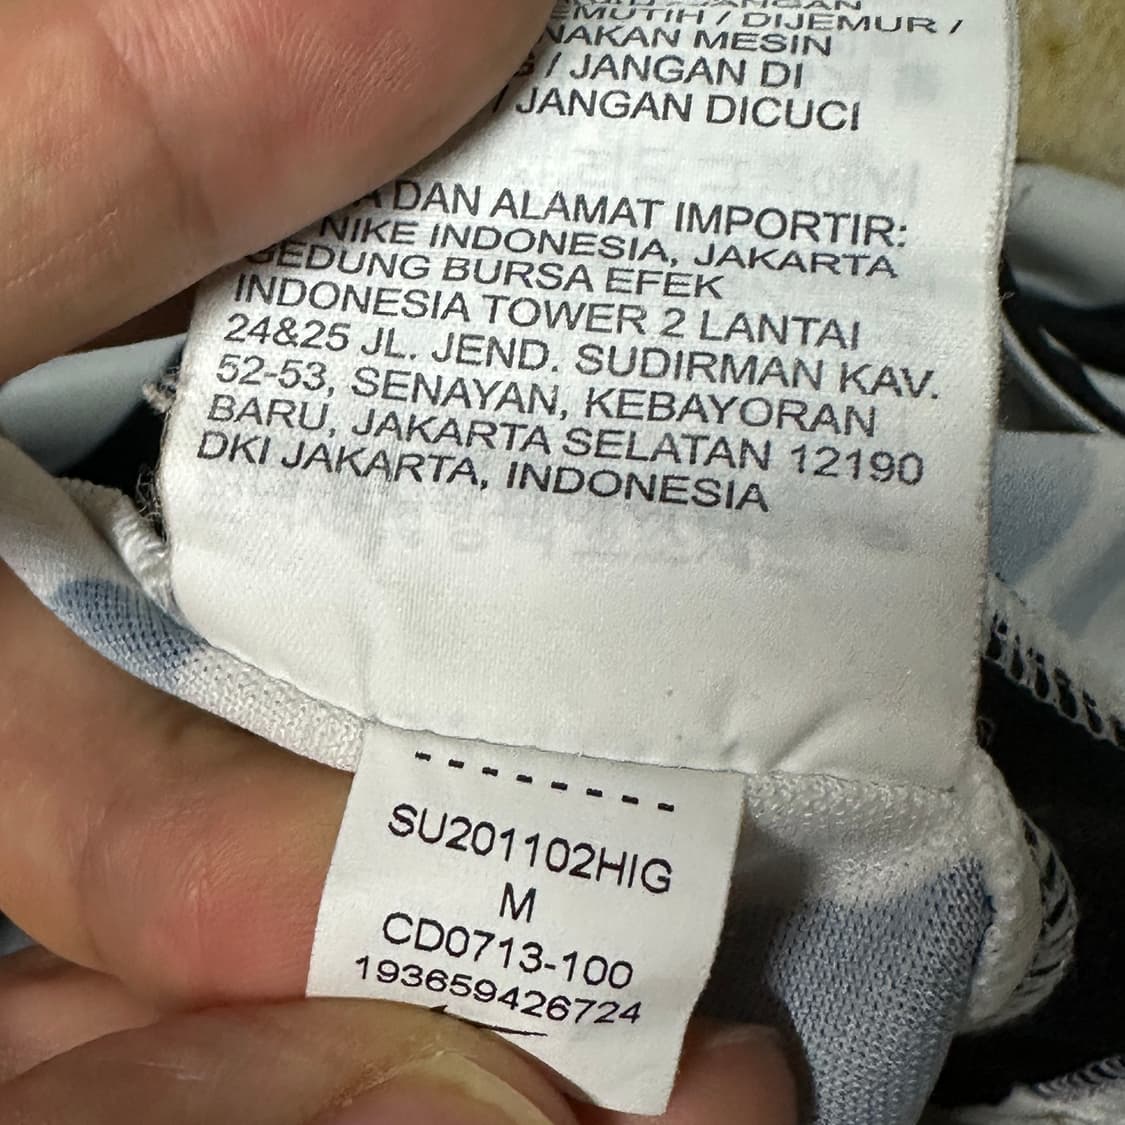 EMUTIH / DIJEMUR /
NAKAN MESIN
/ JANGAN DI
/ JANGAN DICUCI
DAN ALAMAT IMPORTIR:
NIKE INDONESIA, JAKARTA
GEDUNG BURSA EFEK
INDONESIA TOWER 2 LANTAI
24&25 JL. JEND. SUDIRMAN KAV.
52-53, SENAYAN, KEBAYORAN
BARU, JAKARTA SELATAN 12190
DKI JAKARTA, INDONESIA
--------
SU201102HIG
M
CD0713-100
193659426724